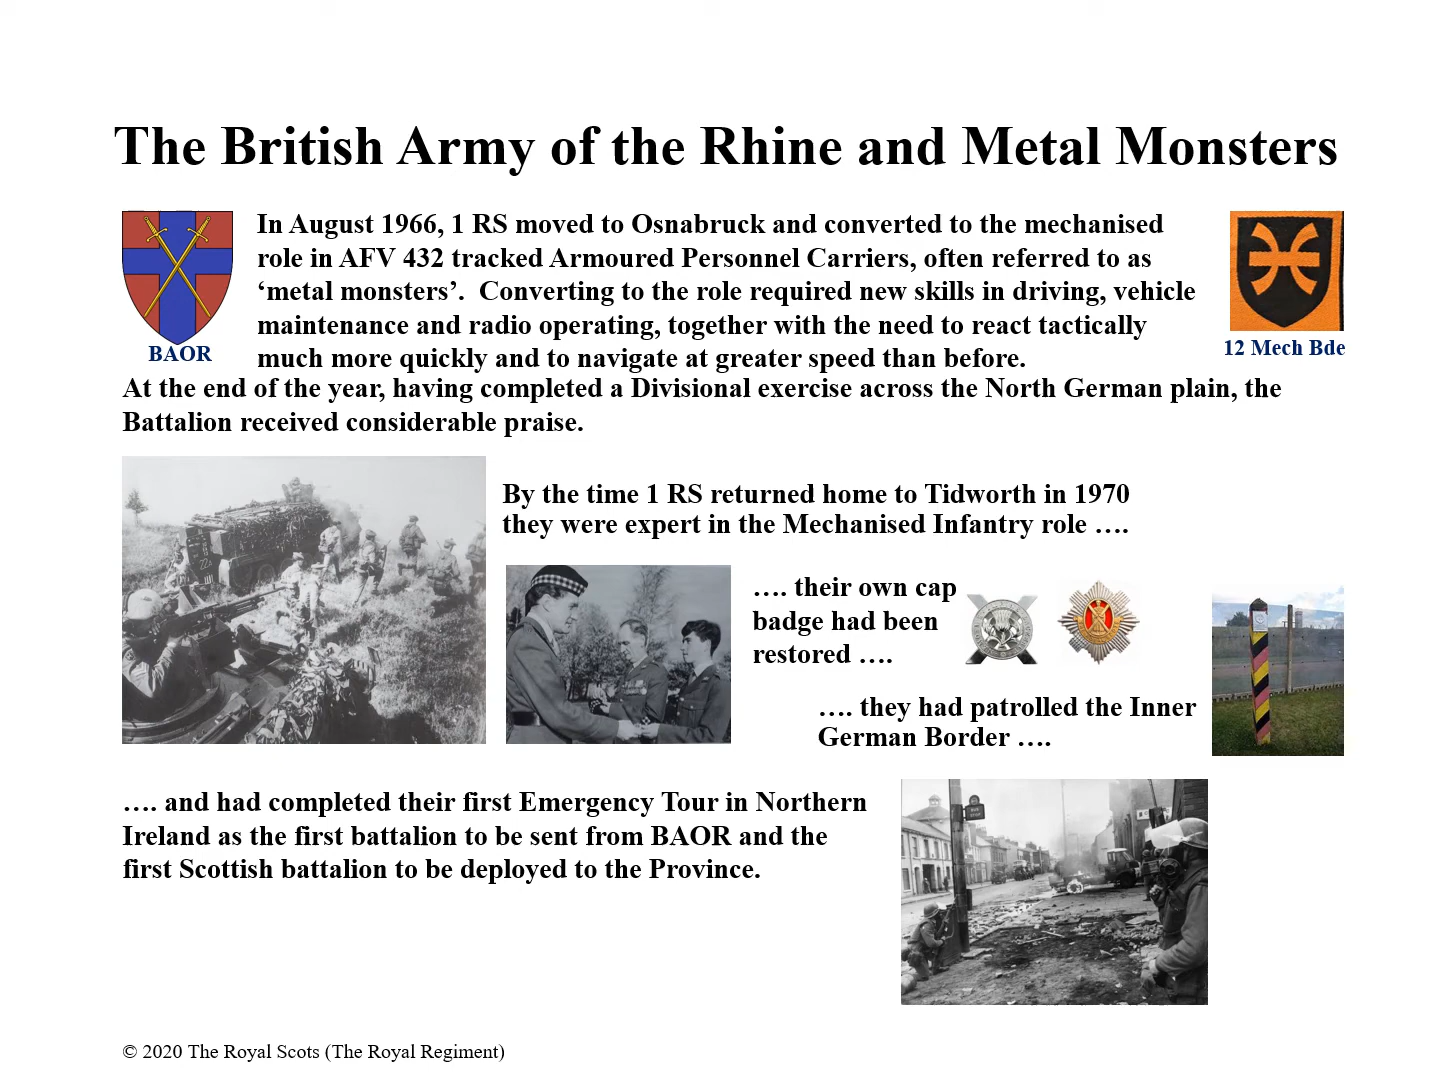 The British Army of the Rhine and Metal Monsters
In August 1966, 1 RS moved to Osnabruck and converted to the mechanised
role in AFV 432 tracked Armoured Personnel Carriers, often referred to as
‘metal monsters’.  Converting to the role required new skills in driving, vehicle
maintenance and radio operating, together with the need to react tactically
much more quickly and to navigate at greater speed than before.
BAOR
12 Mech Bde
At the end of the year, having completed a Divisional exercise across the North German plain, the
Battalion received considerable praise.
By the time 1 RS returned home to Tidworth in 1970
they were expert in the Mechanised Infantry role ….
…. their own cap
badge had been
restored ….
…. they had patrolled the Inner
German Border ….
…. and had completed their first Emergency Tour in Northern
Ireland as the first battalion to be sent from BAOR and the
first Scottish battalion to be deployed to the Province.
© 2020 The Royal Scots (The Royal Regiment)